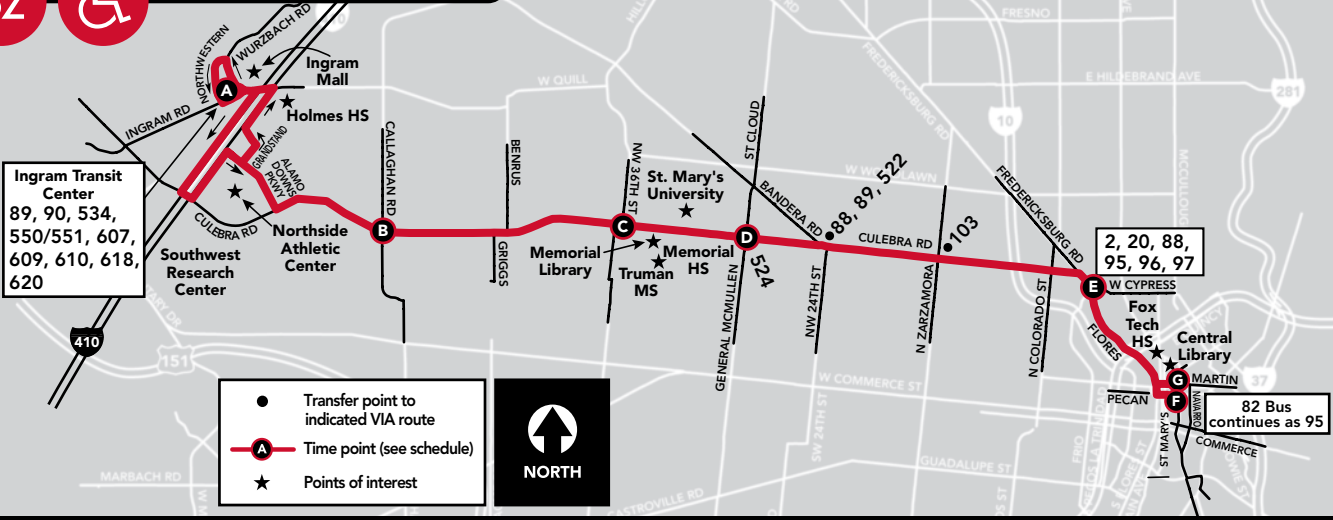 82
WURZBACH RD
NORTHWESTERN
Ingram
Mall
A
INGRAM RD
Holmes HS
GRANDSTAND
ALAMO
DOWNS
PKWY
CULEBRA RD
Ingram Transit
Center
89, 90, 534,
550/551, 607,
609, 610, 618,
620
Southwest
Research
Center
Northside
Athletic
Center
410
151
MARBACH RD
CALLAGHAN RD
B
BENRUS
GRIGGS
W QUILL
NW 36TH ST
C
St. Mary's
University
Memorial
Library
Memorial
HS
Truman
MS
ST CLOUD
D
524
GENERAL MCMULLEN
BANDERA RD
88, 89, 522
NW 24TH ST
CULEBRA RD
103
N ZARZAMORA
FREDERICKSBURG RD
FRESNO
E HILDEBRAND AVE
281
10
MCCULLOUGH
FREDERICKSBURG RD
N COLORADO ST
2, 20, 88,
95, 96, 97
E
W CYPRESS
Fox
Tech
HS
Central
Library
FLORES
G
MARTIN
PECAN
F
NAVARRO
ST MARY'S
COMMERCE
37
82 Bus
continues as 95
W COMMERCE ST
SW 24TH ST
GUADALUPE ST
CASTROVILLE RD
FRIO
Transfer point to
indicated VIA route
A
Time point (see schedule)
Points of interest
NORTH